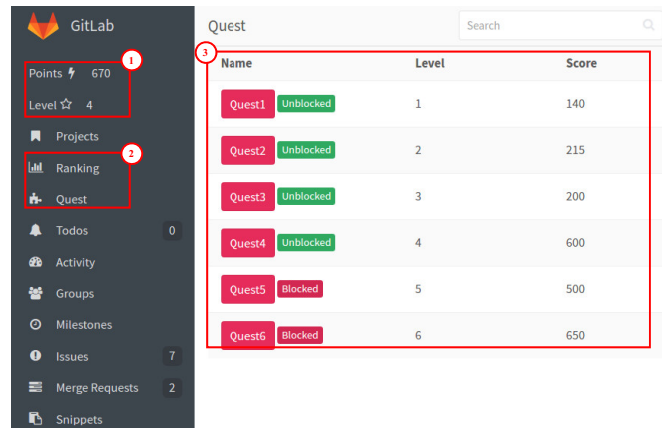 GitLab
Points 670
Level 4
Projects
Ranking
Quest
Todos 0
Activity
Groups
Milestones
Issues 7
Merge Requests 2
Snippets
1
2
Quest Search
3
Name Level Score
Quest1 Unblocked 1 140
Quest2 Unblocked 2 215
Quest3 Unblocked 3 200
Quest4 Unblocked 4 600
Quest5 Blocked 5 500
Quest6 Blocked 6 650